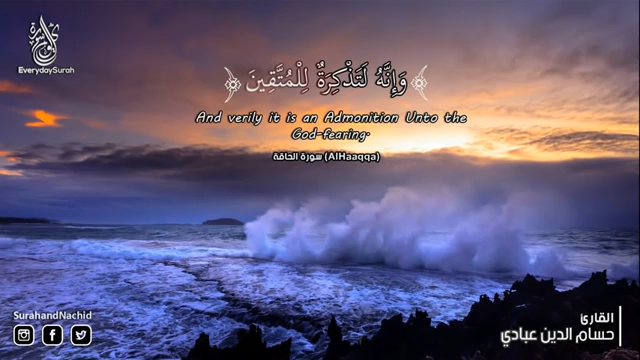 EverydaySurah
﴿ وَإِنَّهُ لَتَذْكِرَةٌ لِلْمُتَّقِينَ ﴾
And verily it is an Admonition Unto the
God-fearing.
سورة الحاقة (AlHaaqqa)
SurahandNachid
القارئ
حسام الدين عبادي